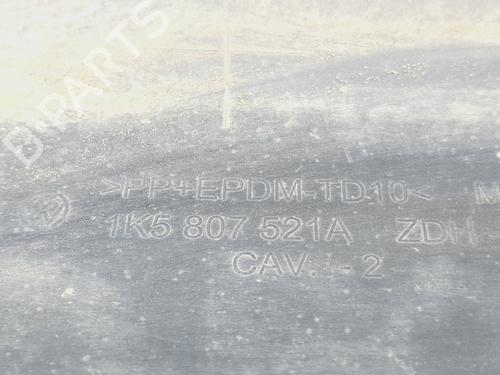 B-PARTS
>PP+EPDM-TD10<
1K5 807 521A ZDH
CAV. - 2